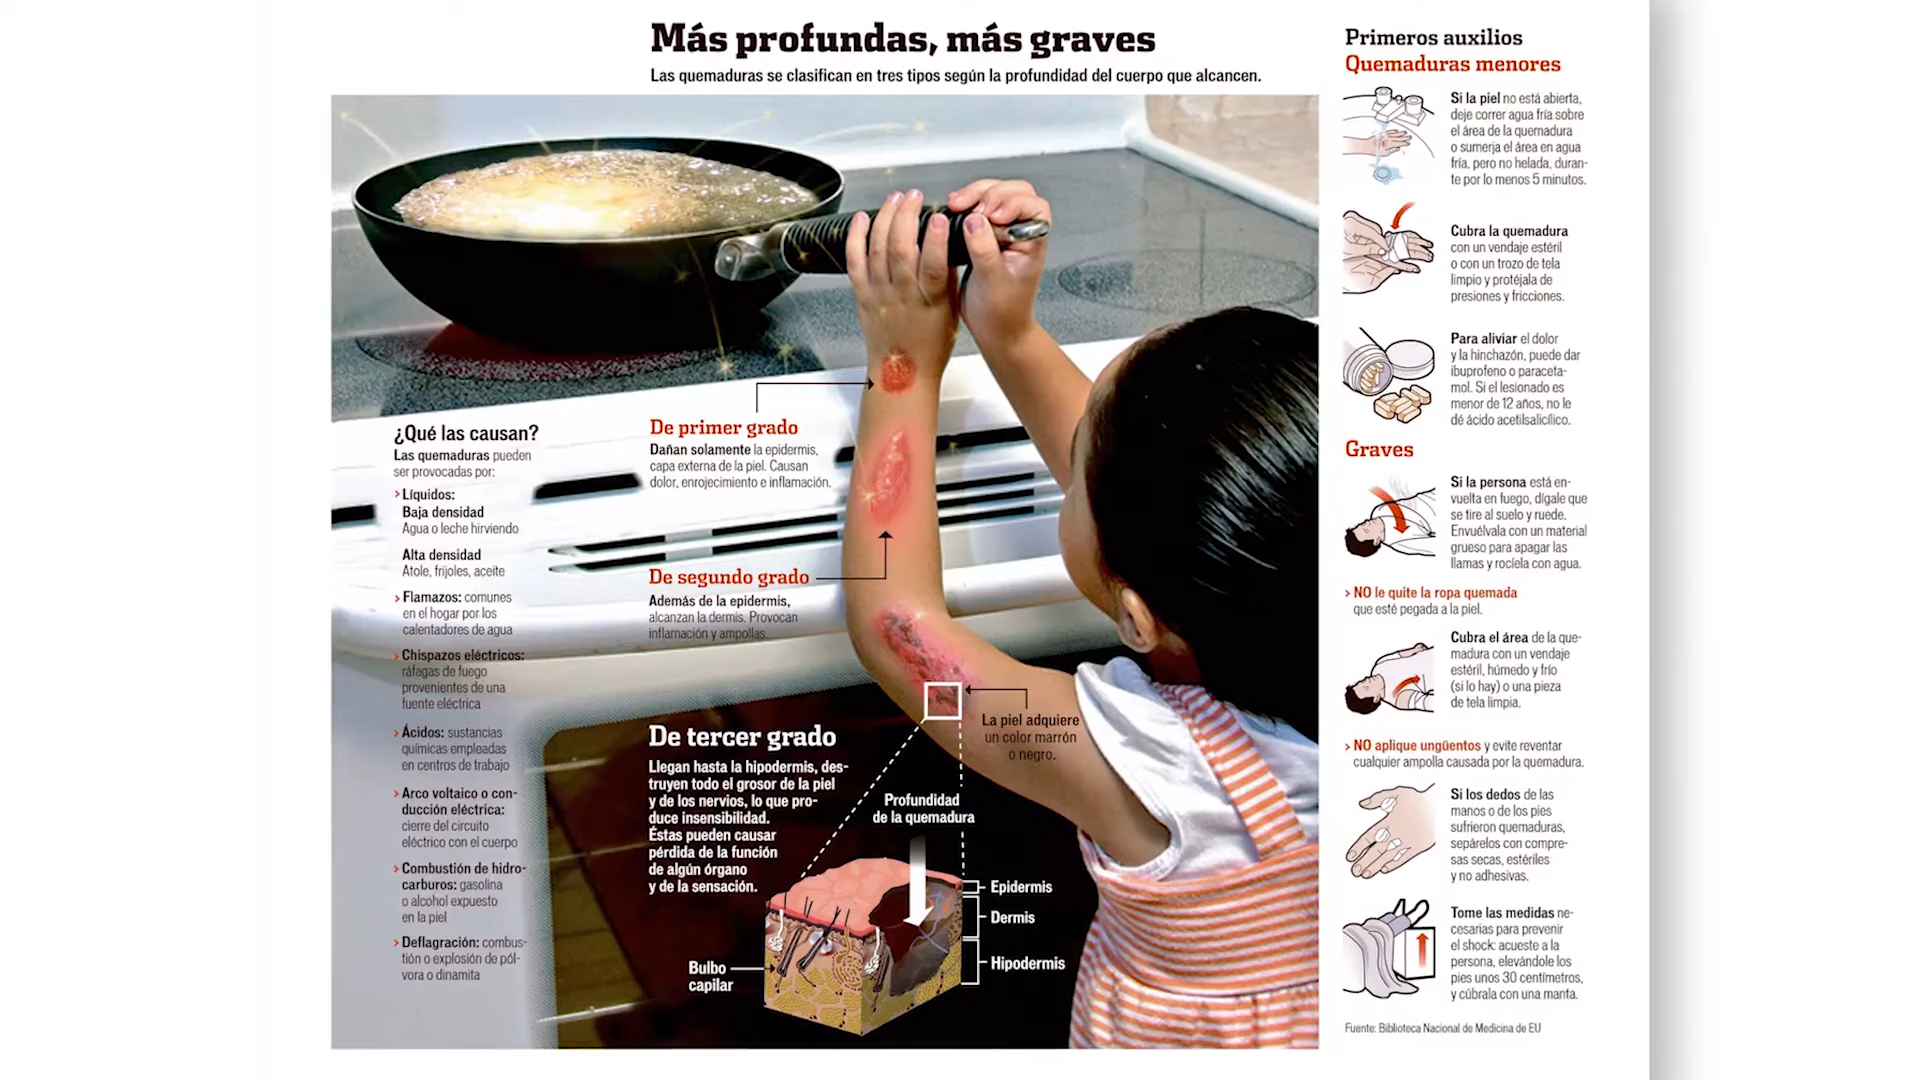 Más profundas, más graves
Las quemaduras se clasifican en tres tipos según la profundidad del cuerpo que alcancen.
¿Qué las causan?
Las quemaduras pueden
ser provocadas por:
› Líquidos:
Baja densidad
Agua o leche hirviendo
Alta densidad
Atole, frijoles, aceite
› Flamazos: comunes
en el hogar por los
calentadores de agua
› Chispazos eléctricos:
ráfagas de fuego
provenientes de una
fuente eléctrica
› Ácidos: sustancias
químicas empleadas
en centros de trabajo
› Arco voltaico o con-
ducción eléctrica:
cierre del circuito
eléctrico con el cuerpo
› Combustión de hidro-
carburos: gasolina
o alcohol expuesto
en la piel
› Deflagración: combus-
tión o explosión de pól-
vora o dinamita
De primer grado
Dañan solamente la epidermis,
capa externa de la piel. Causan
dolor, enrojecimiento e inflamación.
De segundo grado
Además de la epidermis,
alcanzan la dermis. Provocan
inflamación y ampollas.
De tercer grado
Llegan hasta la hipodermis, des-
truyen todo el grosor de la piel
y de los nervios, lo que pro-
duce insensibilidad.
Éstas pueden causar
pérdida de la función
de algún órgano
y de la sensación.
La piel adquiere
un color marrón
o negro.
Profundidad
de la quemadura
Epidermis
Dermis
Hipodermis
Bulbo
capilar
Primeros auxilios
Quemaduras menores
Si la piel no está abierta,
deje correr agua fría sobre
el área de la quemadura
o sumerja el área en agua
fría, pero no helada, duran-
te por lo menos 5 minutos.
Cubra la quemadura
con un vendaje estéril
o con un trozo de tela
limpio y protéjala de
presiones y fricciones.
Para aliviar el dolor
y la hinchazón, puede dar
ibuprofeno o paraceta-
mol. Si el lesionado es
menor de 12 años, no le
dé ácido acetilsalicílico.
Graves
Si la persona está en-
vuelta en fuego, dígale que
se tire al suelo y ruede.
Envuélvala con un material
grueso para apagar las
llamas y rocíela con agua.
› NO le quite la ropa quemada
que esté pegada a la piel.
Cubra el área de la que-
madura con un vendaje
estéril, húmedo y frío
(si lo hay) o una pieza
de tela limpia.
› NO aplique ungüentos y evite reventar
cualquier ampolla causada por la quemadura.
Si los dedos de las
manos o de los pies
sufrieron quemaduras,
sepárelos con compre-
sas secas, estériles
y no adhesivas.
Tome las medidas ne-
cesarias para prevenir
el shock: acueste a la
persona, elevándole los
pies unos 30 centímetros,
y cúbrala con una manta.
Fuente: Biblioteca Nacional de Medicina de EU